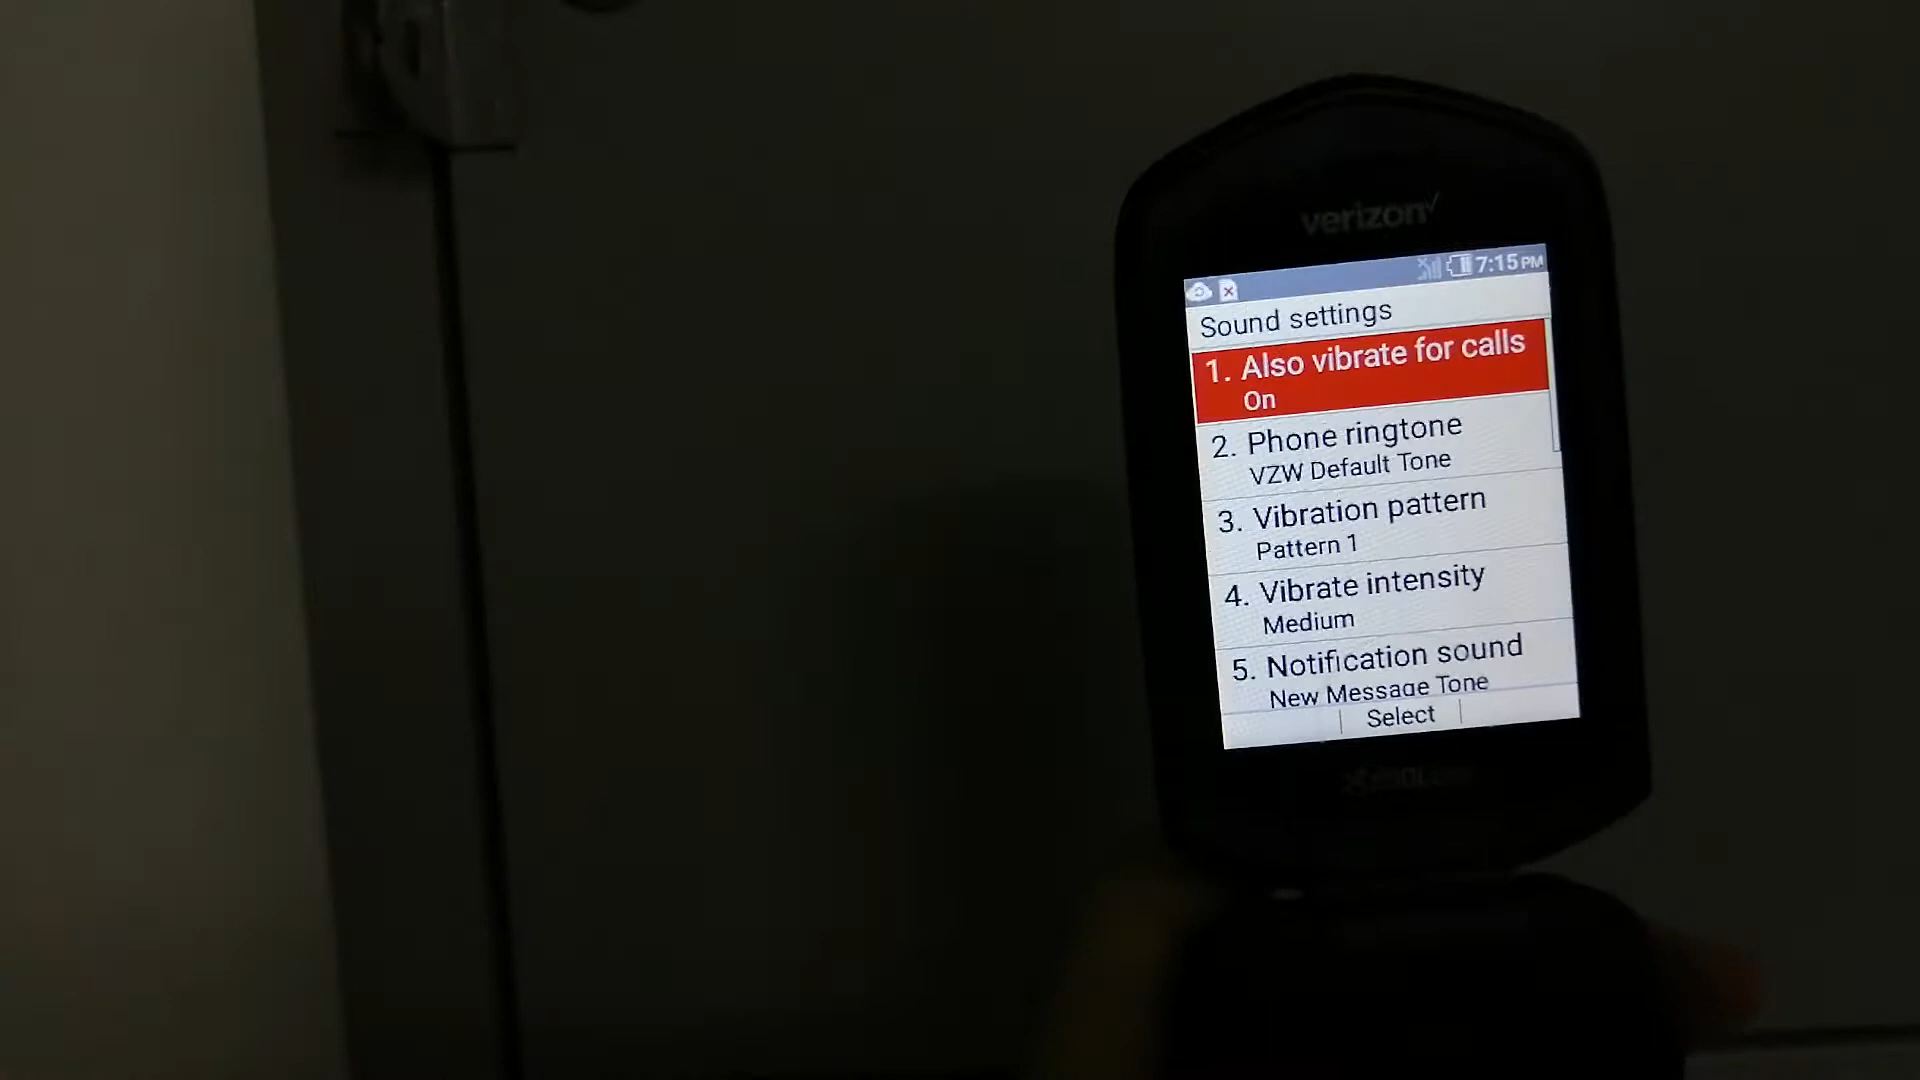 verizon
7:15 PM
Sound settings
1. Also vibrate for calls
On
2. Phone ringtone
VZW Default Tone
3. Vibration pattern
Pattern 1
4. Vibrate intensity
Medium
5. Notification sound
New Message Tone
Select